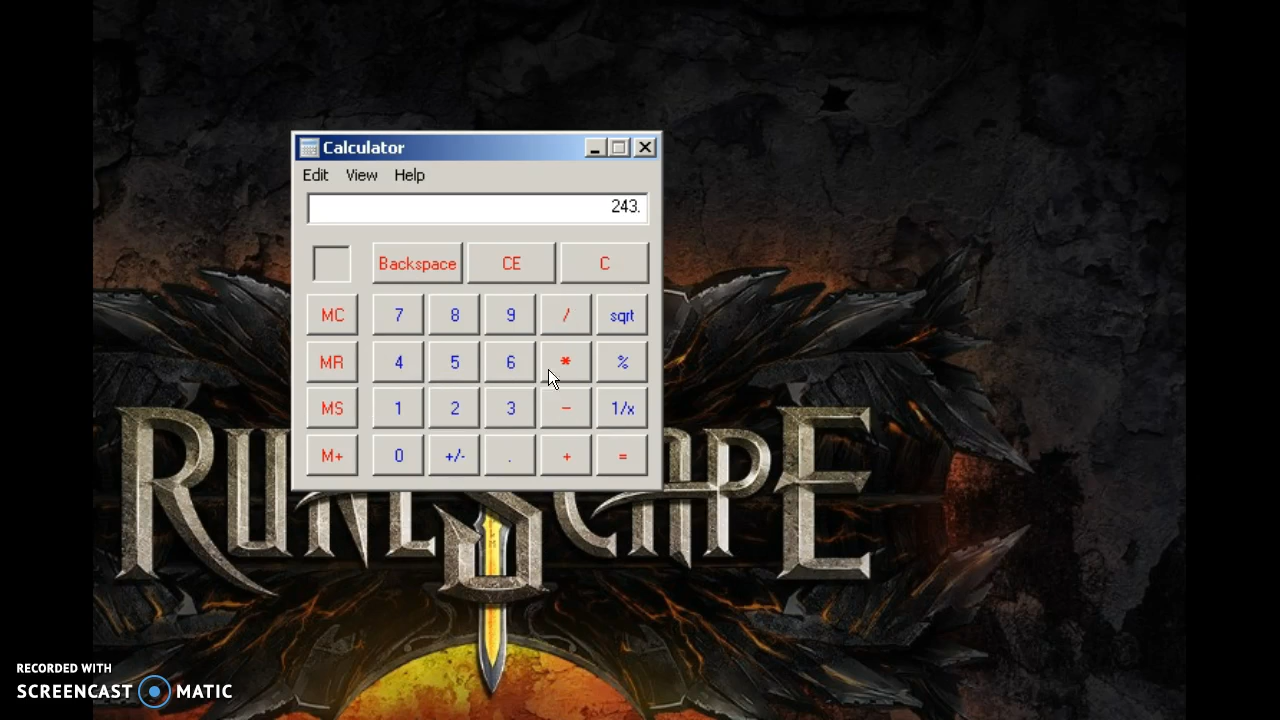 Calculator
Edit View Help
243.
Backspace CE C
MC 7 8 9 / sqrt
MR 4 5 6 * %
MS 1 2 3 - 1/x
M+ 0 +/- . + =
RUNESCAPE
RECORDED WITH
SCREENCAST MATIC